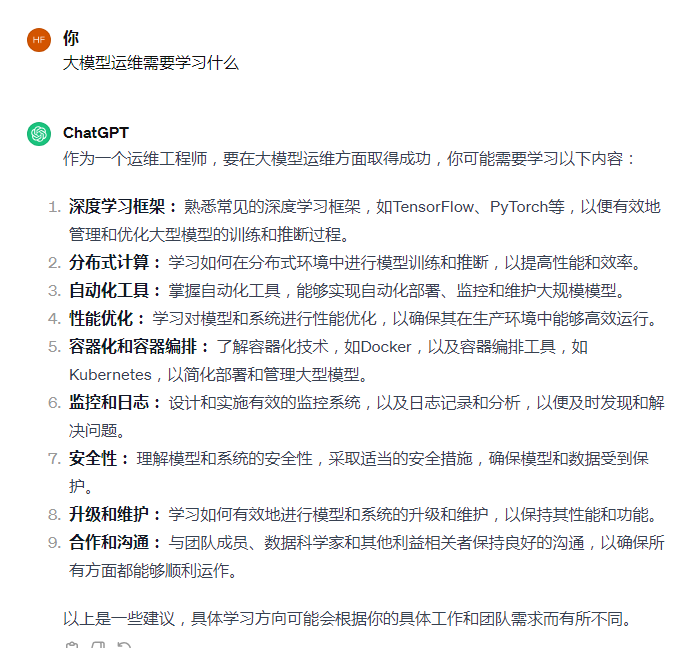 HF
你
大模型运维需要学习什么
ChatGPT
作为一个运维工程师，要在大模型运维方面取得成功，你可能需要学习以下内容：
1. 深度学习框架： 熟悉常见的深度学习框架，如TensorFlow、PyTorch等，以便有效地
管理和优化大型模型的训练和推断过程。
2. 分布式计算： 学习如何在分布式环境中进行模型训练和推断，以提高性能和效率。
3. 自动化工具： 掌握自动化工具，能够实现自动化部署、监控和维护大规模模型。
4. 性能优化： 学习对模型和系统进行性能优化，以确保其在生产环境中能够高效运行。
5. 容器化和容器编排： 了解容器化技术，如Docker，以及容器编排工具，如
Kubernetes，以简化部署和管理大型模型。
6. 监控和日志： 设计和实施有效的监控系统，以及日志记录和分析，以便及时发现和解
决问题。
7. 安全性： 理解模型和系统的安全性，采取适当的安全措施，确保模型和数据受到保
护。
8. 升级和维护： 学习如何有效地进行模型和系统的升级和维护，以保持其性能和功能。
9. 合作和沟通： 与团队成员、数据科学家和其他利益相关者保持良好的沟通，以确保所
有方面都能够顺利运作。
以上是一些建议，具体学习方向可能会根据你的具体工作和团队需求而有所不同。